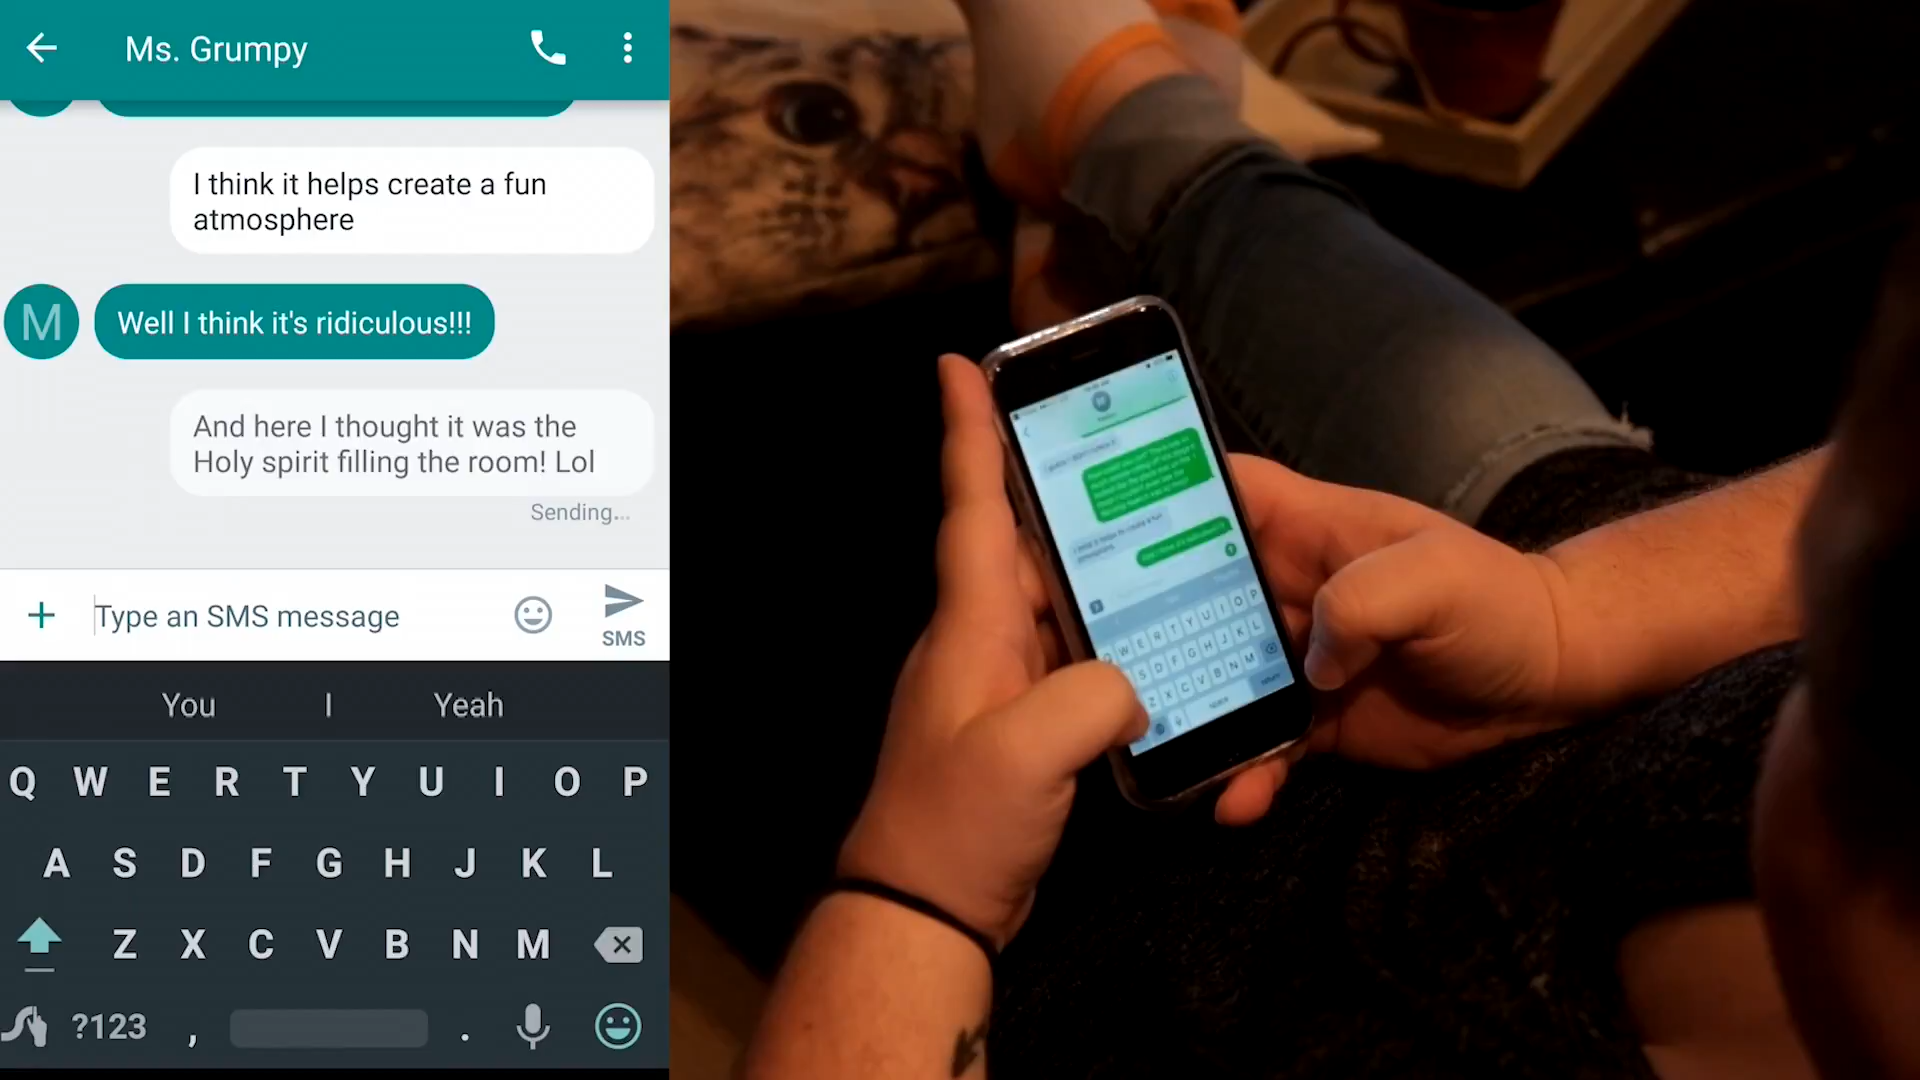 Ms. Grumpy
I think it helps create a fun
atmosphere
M
Well I think it's ridiculous!!!
And here I thought it was the
Holy spirit filling the room! Lol
Sending...
Type an SMS message
SMS
You I Yeah
Q W E R T Y U I O P
A S D F G H J K L
Z X C V B N M
?123 , .